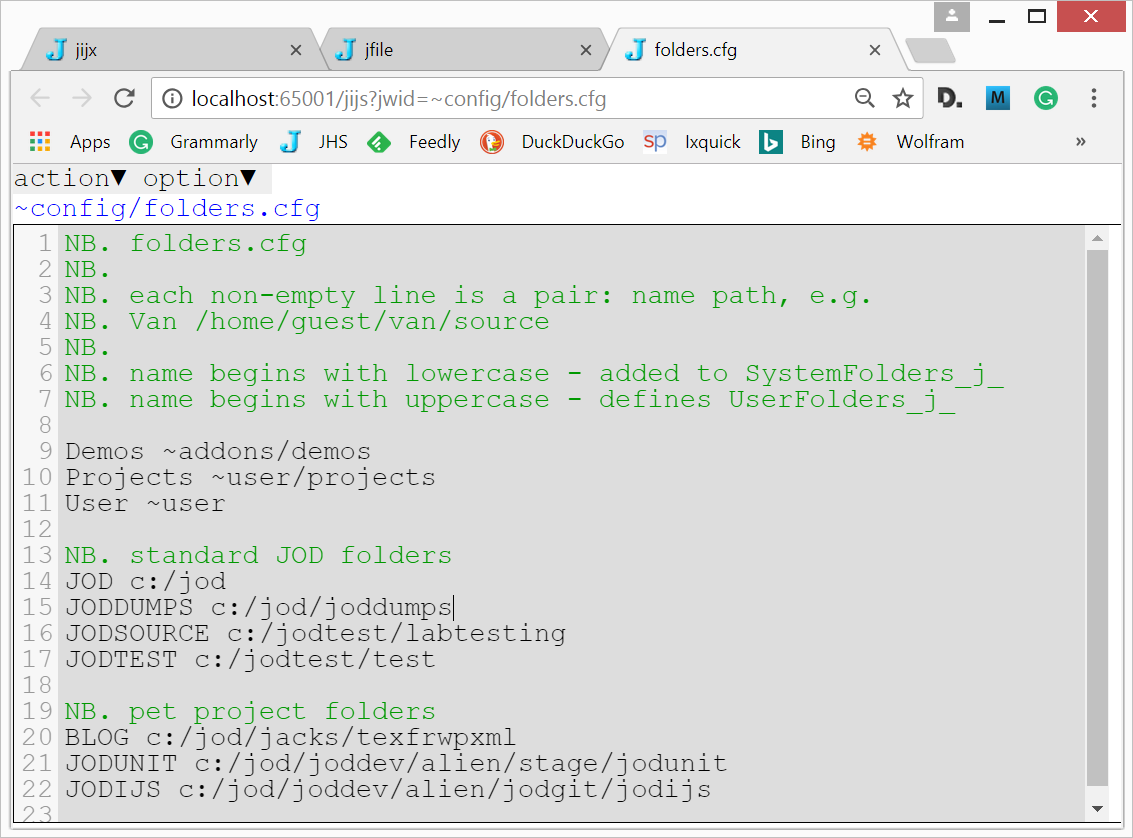 jijx jfile folders.cfg
localhost:65001/jijs?jwid=~config/folders.cfg D. M
Apps Grammarly JHS Feedly DuckDuckGo sp Ixquick Bing Wolfram »
action▼ option▼
~config/folders.cfg
1 NB. folders.cfg
2 NB.
3 NB. each non-empty line is a pair: name path, e.g.
4 NB. Van /home/guest/van/source
5 NB.
6 NB. name begins with lowercase - added to SystemFolders_j_
7 NB. name begins with uppercase - defines UserFolders_j_
8
9 Demos ~addons/demos
10 Projects ~user/projects
11 User ~user
12
13 NB. standard JOD folders
14 JOD c:/jod
15 JODDUMPS c:/jod/joddumps
16 JODSOURCE c:/jodtest/labtesting
17 JODTEST c:/jodtest/test
18
19 NB. pet project folders
20 BLOG c:/jod/jacks/texfrwpxml
21 JODUNIT c:/jod/joddev/alien/stage/jodunit
22 JODIJS c:/jod/joddev/alien/jodgit/jodijs
23